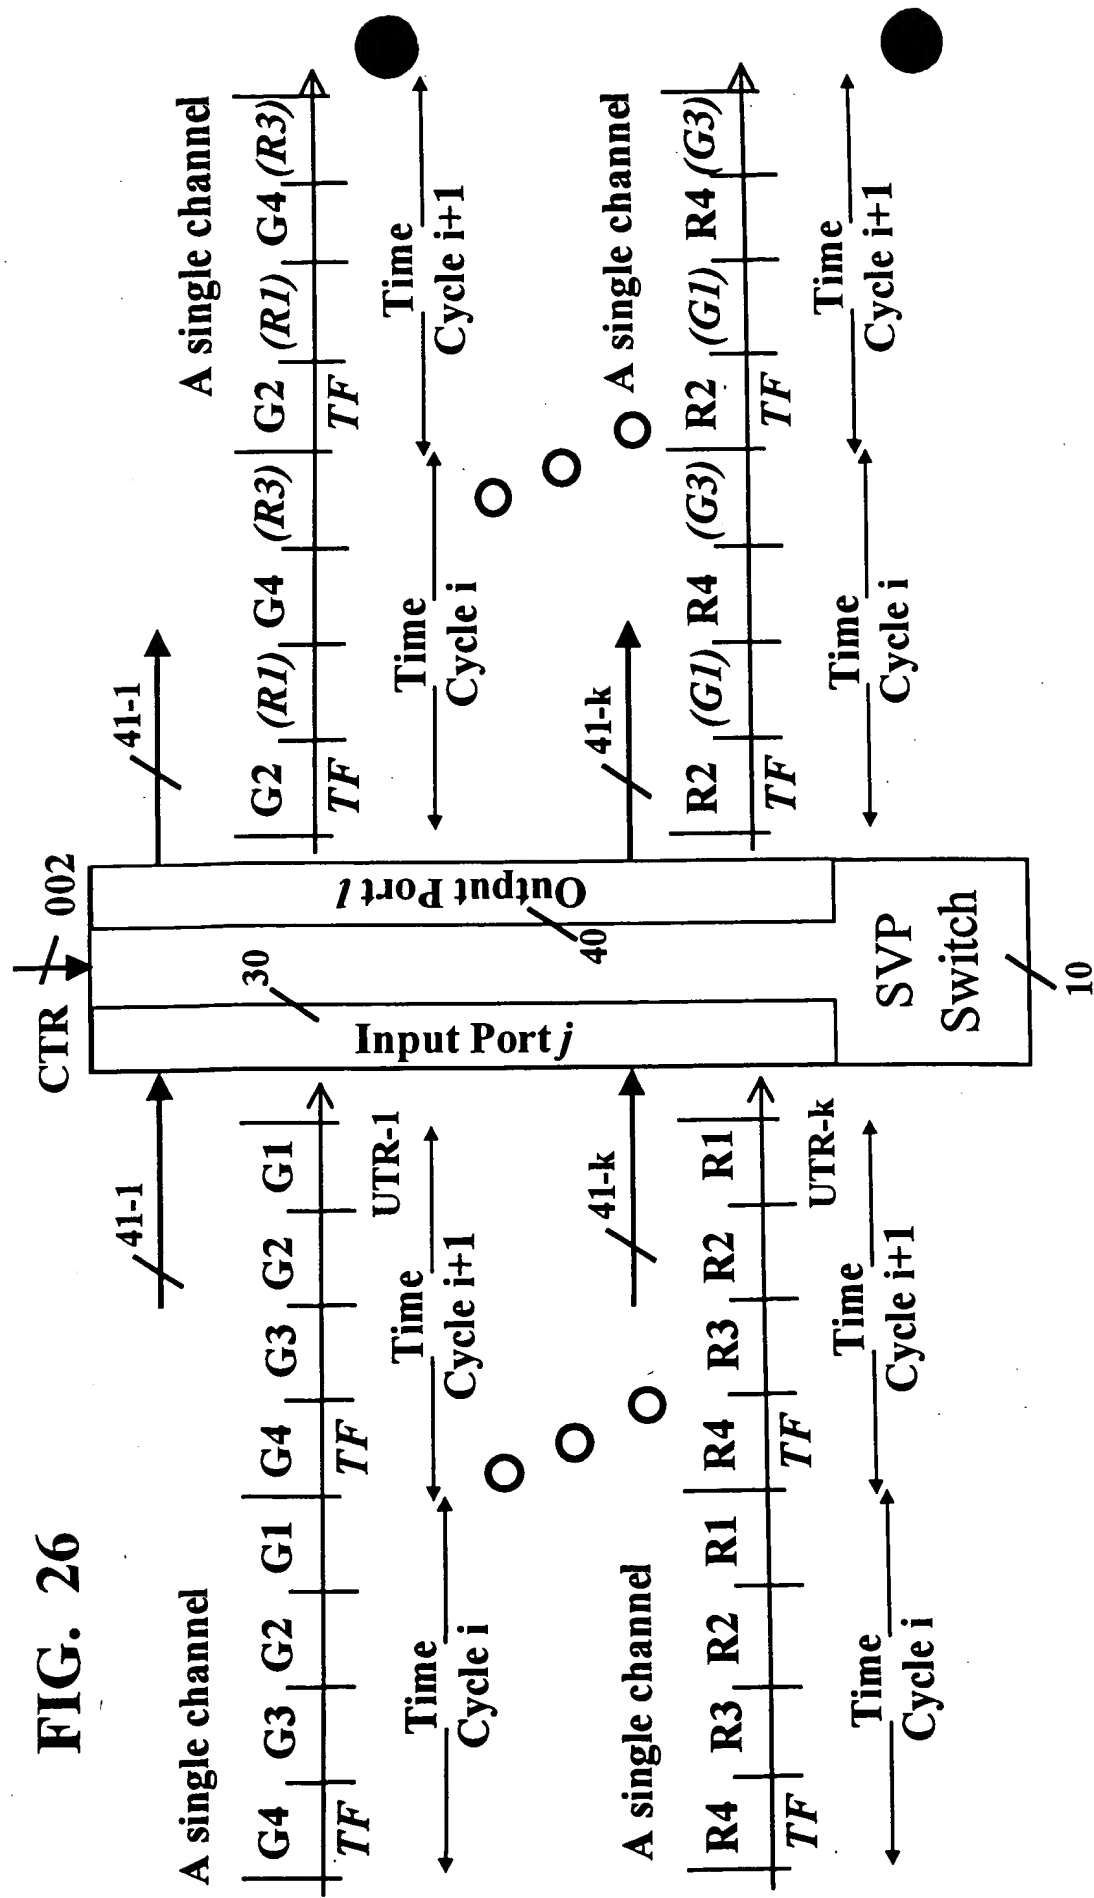 FIG. 26
CTR
002
A single channel
41-1
G4 G3 G2 G1 G4 G3 G2 G1
TF TF
UTR-1
Time
Cycle i
Time
Cycle i+1
A single channel
41-k
R4 R3 R2 R1 R4 R3 R2 R1
TF TF
UTR-k
Time
Cycle i
Time
Cycle i+1
Input Port j
30
Output Port l
40
SVP
Switch
10
41-1
A single channel
G2 (R1) G4 (R3) G2 (R1) G4 (R3)
TF TF
Time
Cycle i
Time
Cycle i+1
41-k
A single channel
R2 (G1) R4 (G3) R2 (G1) R4 (G3)
TF TF
Time
Cycle i
Time
Cycle i+1